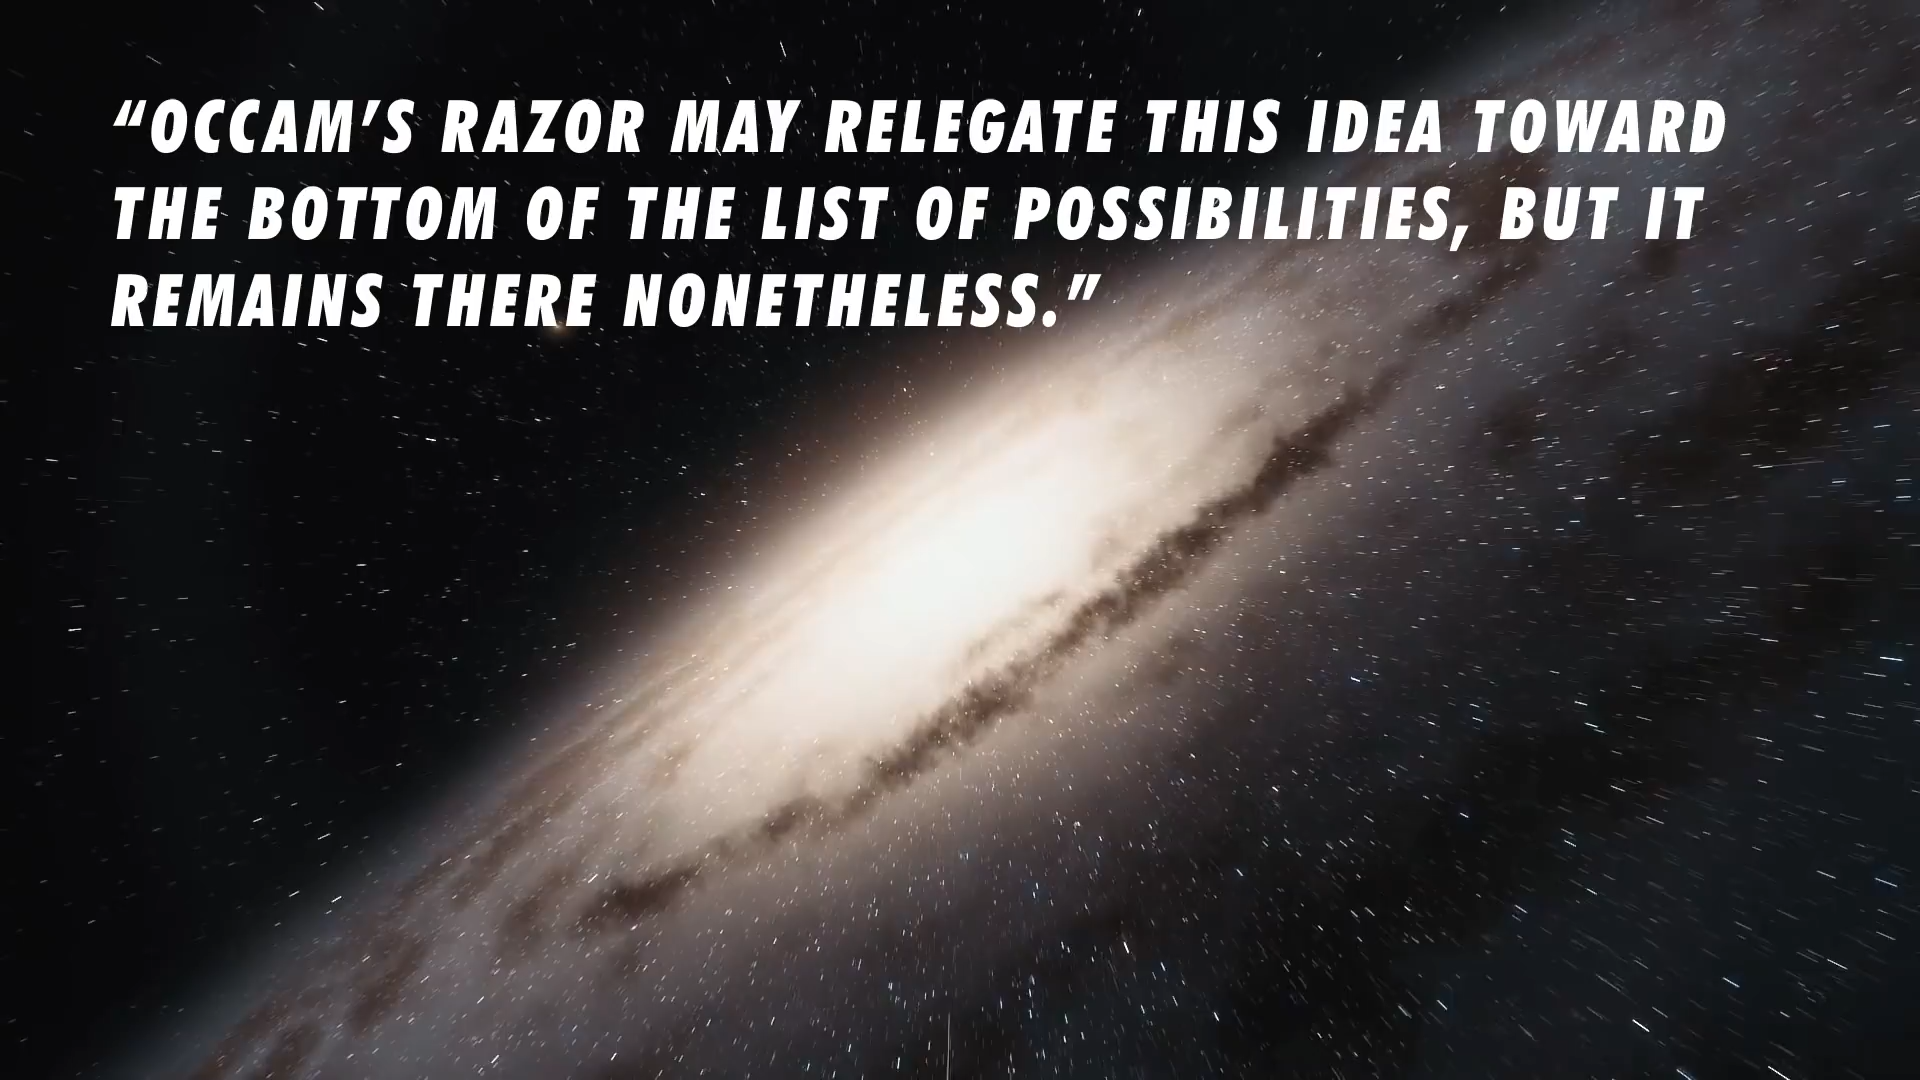 “OCCAM’S RAZOR MAY RELEGATE THIS IDEA TOWARD
THE BOTTOM OF THE LIST OF POSSIBILITIES, BUT IT
REMAINS THERE NONETHELESS.”